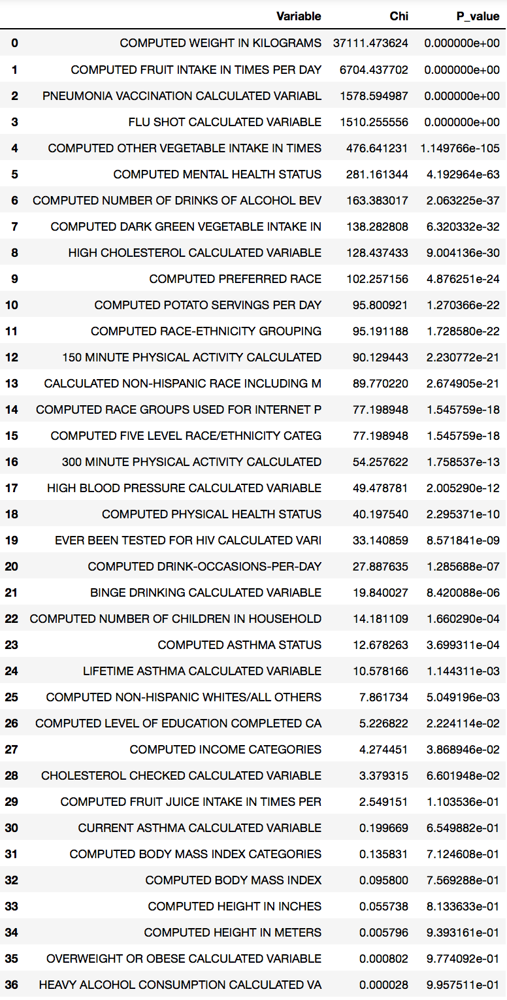 Variable Chi P_value
0 COMPUTED WEIGHT IN KILOGRAMS 37111.473624 0.000000e+00
1 COMPUTED FRUIT INTAKE IN TIMES PER DAY 6704.437702 0.000000e+00
2 PNEUMONIA VACCINATION CALCULATED VARIABL 1578.594987 0.000000e+00
3 FLU SHOT CALCULATED VARIABLE 1510.255556 0.000000e+00
4 COMPUTED OTHER VEGETABLE INTAKE IN TIMES 476.641231 1.149766e-105
5 COMPUTED MENTAL HEALTH STATUS 281.161344 4.192964e-63
6 COMPUTED NUMBER OF DRINKS OF ALCOHOL BEV 163.383017 2.063225e-37
7 COMPUTED DARK GREEN VEGETABLE INTAKE IN 138.282808 6.320332e-32
8 HIGH CHOLESTEROL CALCULATED VARIABLE 128.437433 9.004136e-30
9 COMPUTED PREFERRED RACE 102.257156 4.876251e-24
10 COMPUTED POTATO SERVINGS PER DAY 95.800921 1.270366e-22
11 COMPUTED RACE-ETHNICITY GROUPING 95.191188 1.728580e-22
12 150 MINUTE PHYSICAL ACTIVITY CALCULATED 90.129443 2.230772e-21
13 CALCULATED NON-HISPANIC RACE INCLUDING M 89.770220 2.674905e-21
14 COMPUTED RACE GROUPS USED FOR INTERNET P 77.198948 1.545759e-18
15 COMPUTED FIVE LEVEL RACE/ETHNICITY CATEG 77.198948 1.545759e-18
16 300 MINUTE PHYSICAL ACTIVITY CALCULATED 54.257622 1.758537e-13
17 HIGH BLOOD PRESSURE CALCULATED VARIABLE 49.478781 2.005290e-12
18 COMPUTED PHYSICAL HEALTH STATUS 40.197540 2.295371e-10
19 EVER BEEN TESTED FOR HIV CALCULATED VARI 33.140859 8.571841e-09
20 COMPUTED DRINK-OCCASIONS-PER-DAY 27.887635 1.285688e-07
21 BINGE DRINKING CALCULATED VARIABLE 19.840027 8.420088e-06
22 COMPUTED NUMBER OF CHILDREN IN HOUSEHOLD 14.181109 1.660290e-04
23 COMPUTED ASTHMA STATUS 12.678263 3.699311e-04
24 LIFETIME ASTHMA CALCULATED VARIABLE 10.578166 1.144311e-03
25 COMPUTED NON-HISPANIC WHITES/ALL OTHERS 7.861734 5.049196e-03
26 COMPUTED LEVEL OF EDUCATION COMPLETED CA 5.226822 2.224114e-02
27 COMPUTED INCOME CATEGORIES 4.274451 3.868946e-02
28 CHOLESTEROL CHECKED CALCULATED VARIABLE 3.379315 6.601948e-02
29 COMPUTED FRUIT JUICE INTAKE IN TIMES PER 2.549151 1.103536e-01
30 CURRENT ASTHMA CALCULATED VARIABLE 0.199669 6.549882e-01
31 COMPUTED BODY MASS INDEX CATEGORIES 0.135831 7.124608e-01
32 COMPUTED BODY MASS INDEX 0.095800 7.569288e-01
33 COMPUTED HEIGHT IN INCHES 0.055738 8.133633e-01
34 COMPUTED HEIGHT IN METERS 0.005796 9.393161e-01
35 OVERWEIGHT OR OBESE CALCULATED VARIABLE 0.000802 9.774092e-01
36 HEAVY ALCOHOL CONSUMPTION CALCULATED VA 0.000028 9.957511e-01